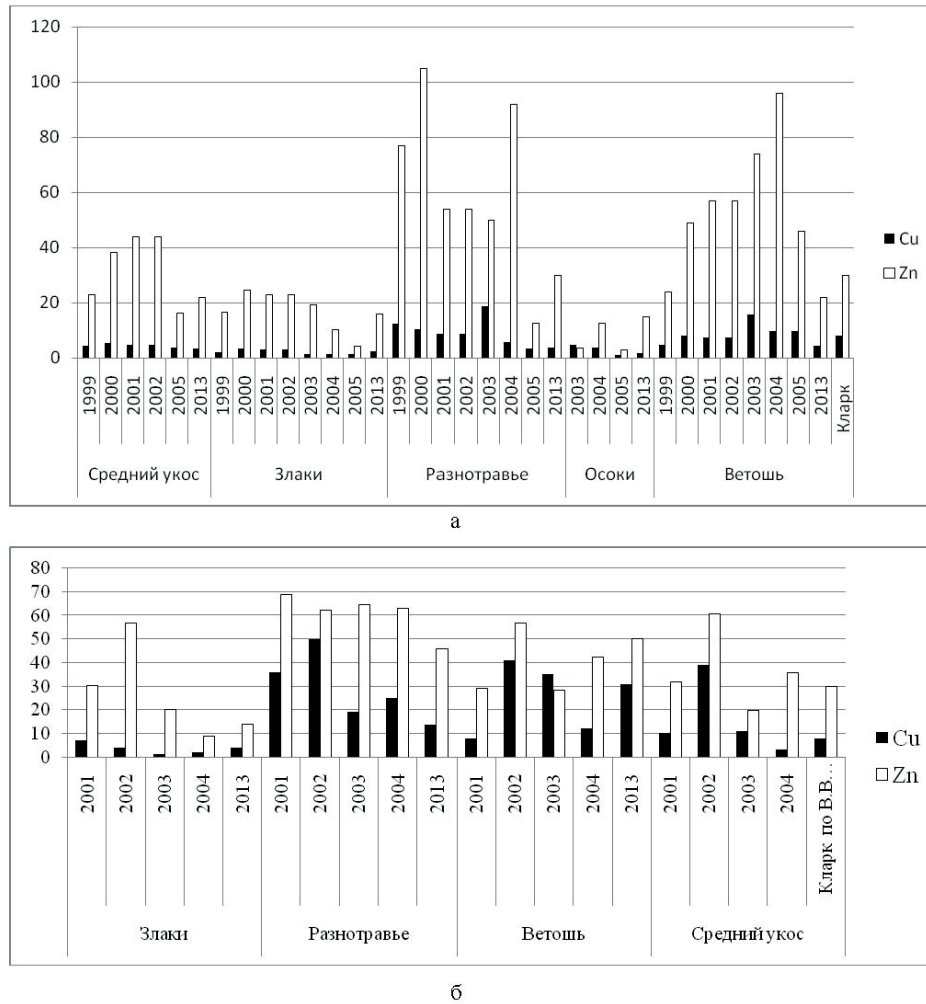 120
100
80
60
40
20
0
Cu
Zn
1999 2000 2001 2002 2005 2013 1999 2000 2001 2002 2003 2004 2005 2013 1999 2000 2001 2002 2003 2004 2005 2013 2003 2004 2005 2013 1999 2000 2001 2002 2003 2004 2005 2013 Кларк
Средний укос Злаки Разнотравье Осоки Ветошь
а
80
70
60
50
40
30
20
10
0
Cu
Zn
2001 2002 2003 2004 2013 2001 2002 2003 2004 2013 2001 2002 2003 2004 2013 2001 2002 2003 2004 Кларк по В.В...
Злаки Разнотравье Ветошь Средний укос
б